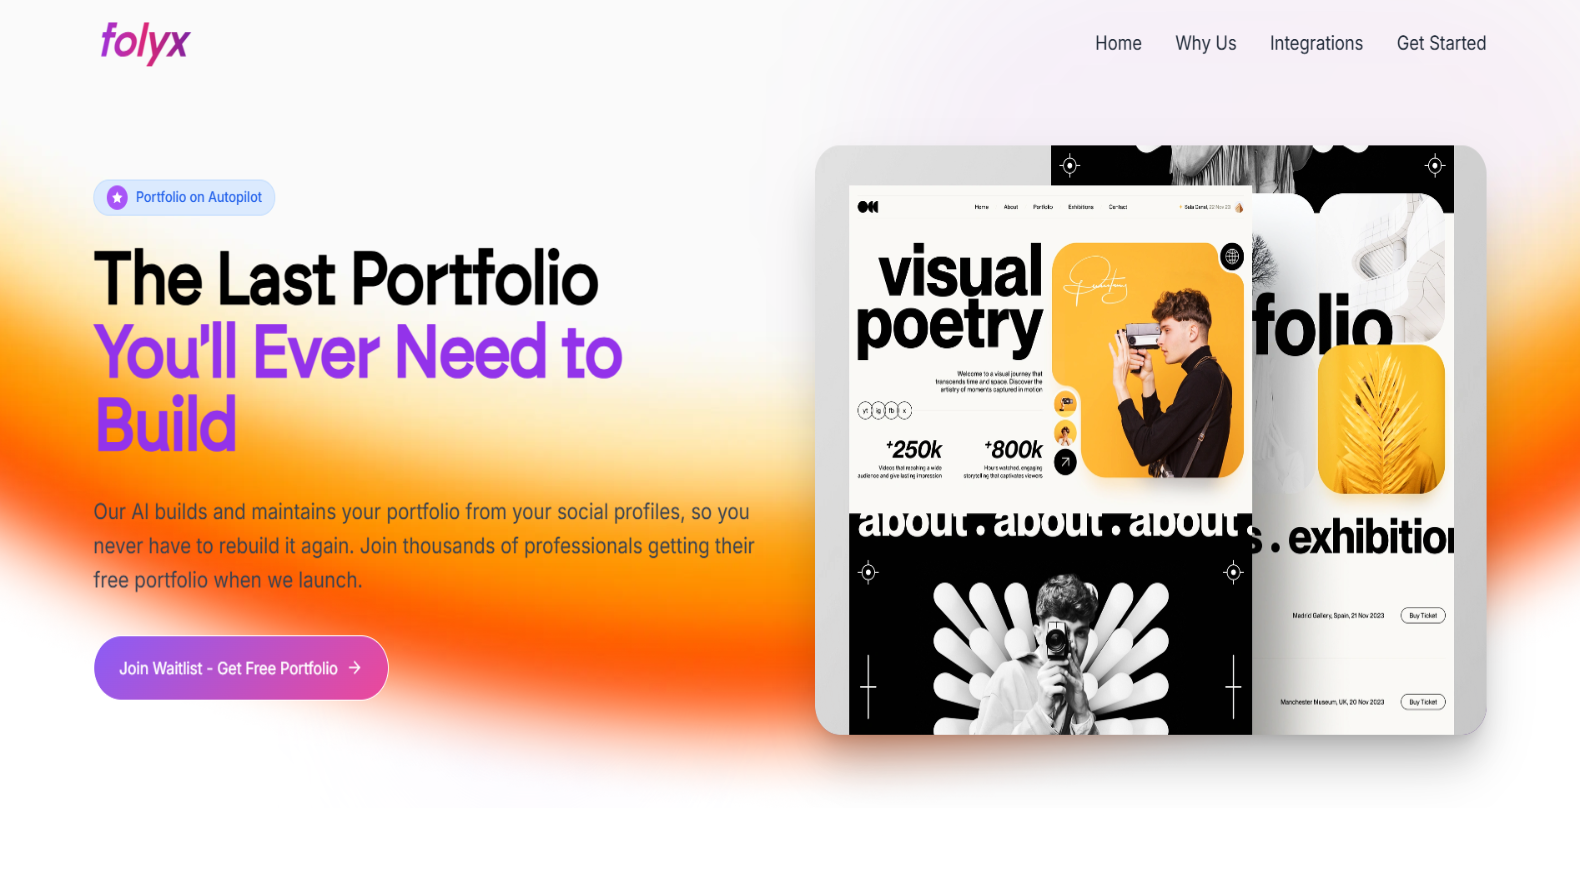 folyx
Home Why Us Integrations Get Started
Portfolio on Autopilot
The Last Portfolio
You'll Ever Need to
Build
Our AI builds and maintains your portfolio from your social profiles, so you
never have to rebuild it again. Join thousands of professionals getting their
free portfolio when we launch.
Join Waitlist - Get Free Portfolio
Home About Portfolio Exhibitions Contact
visual
poetry
Welcome to a visual journey that
transcends time and space. Discover the
artistry of moments captured in motion
yt ig fb x
+250k
Videos that reaching a wide
audience and give lasting impression
+800k
Hours watched, engaging
storytelling that captivates viewers
about . about . about
folio
s . exhibition
Madrid Gallery, Spain, 21 Nov 2023 Buy Ticket
Manchester Museum, UK, 20 Nov 2023 Buy Ticket